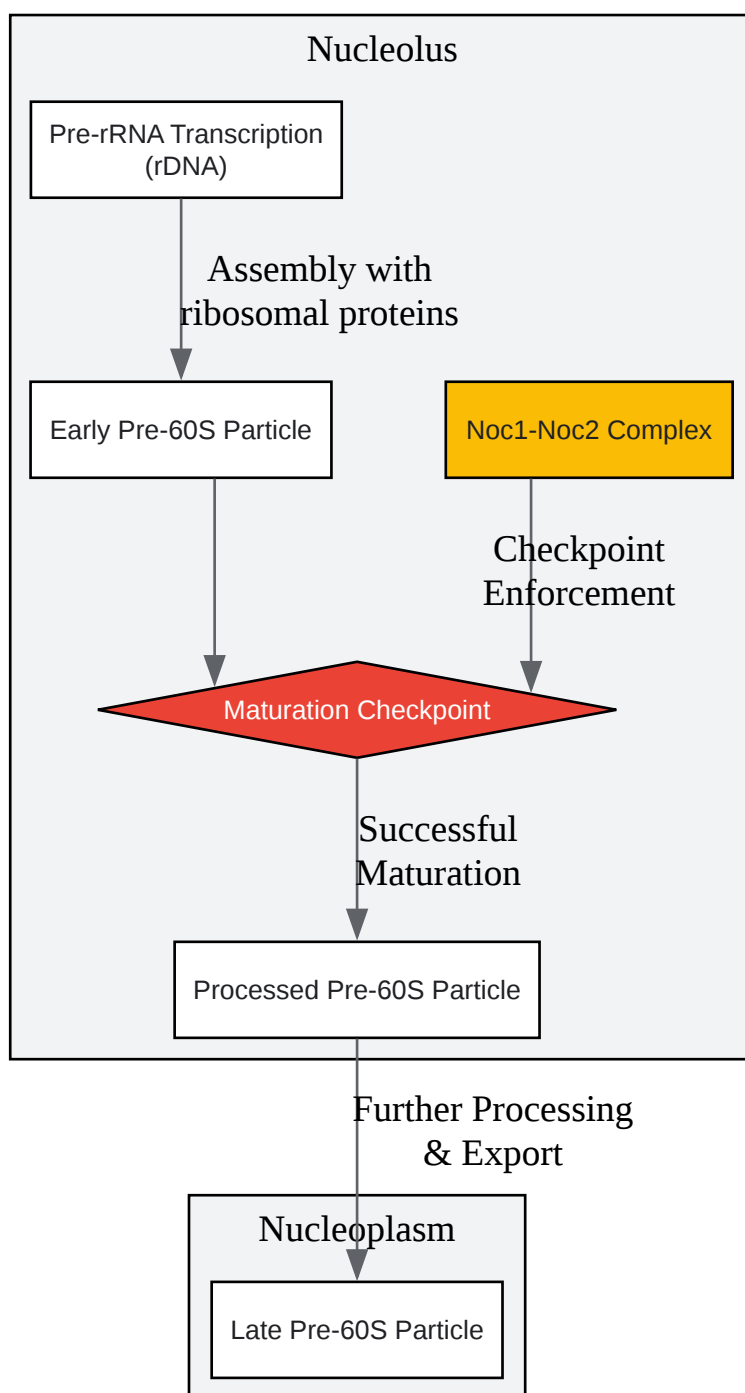 Nucleolus
Pre-rRNA Transcription
(rDNA)
Assembly with
ribosomal proteins
Early Pre-60S Particle
Noc1-Noc2 Complex
Checkpoint
Enforcement
Maturation Checkpoint
Successful
Maturation
Processed Pre-60S Particle
Further Processing
& Export
Nucleoplasm
Late Pre-60S Particle